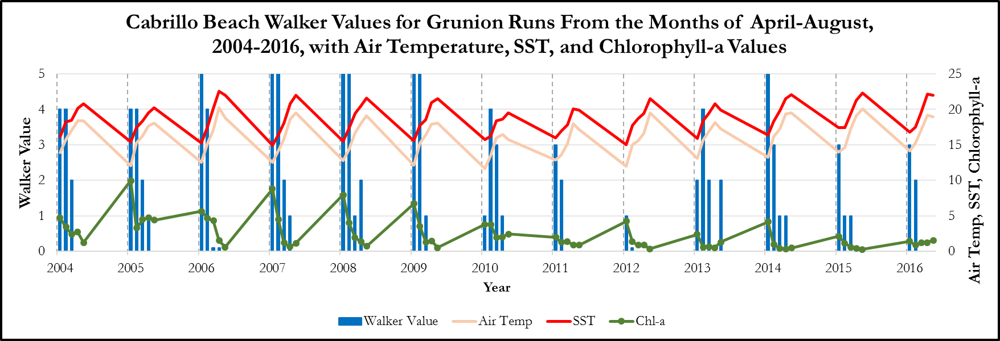 Cabrillo Beach Walker Values for Grunion Runs From the Months of April-August,
2004-2016, with Air Temperature, SST, and Chlorophyll-a Values
Walker Value
5
4
3
2
1
0
25
20
15
10
5
0
Air Temp, SST, Chlorophyll-a
2004 2005 2006 2007 2008 2009 2010 2011 2012 2013 2014 2015 2016
Year
Walker Value Air Temp SST Chl-a